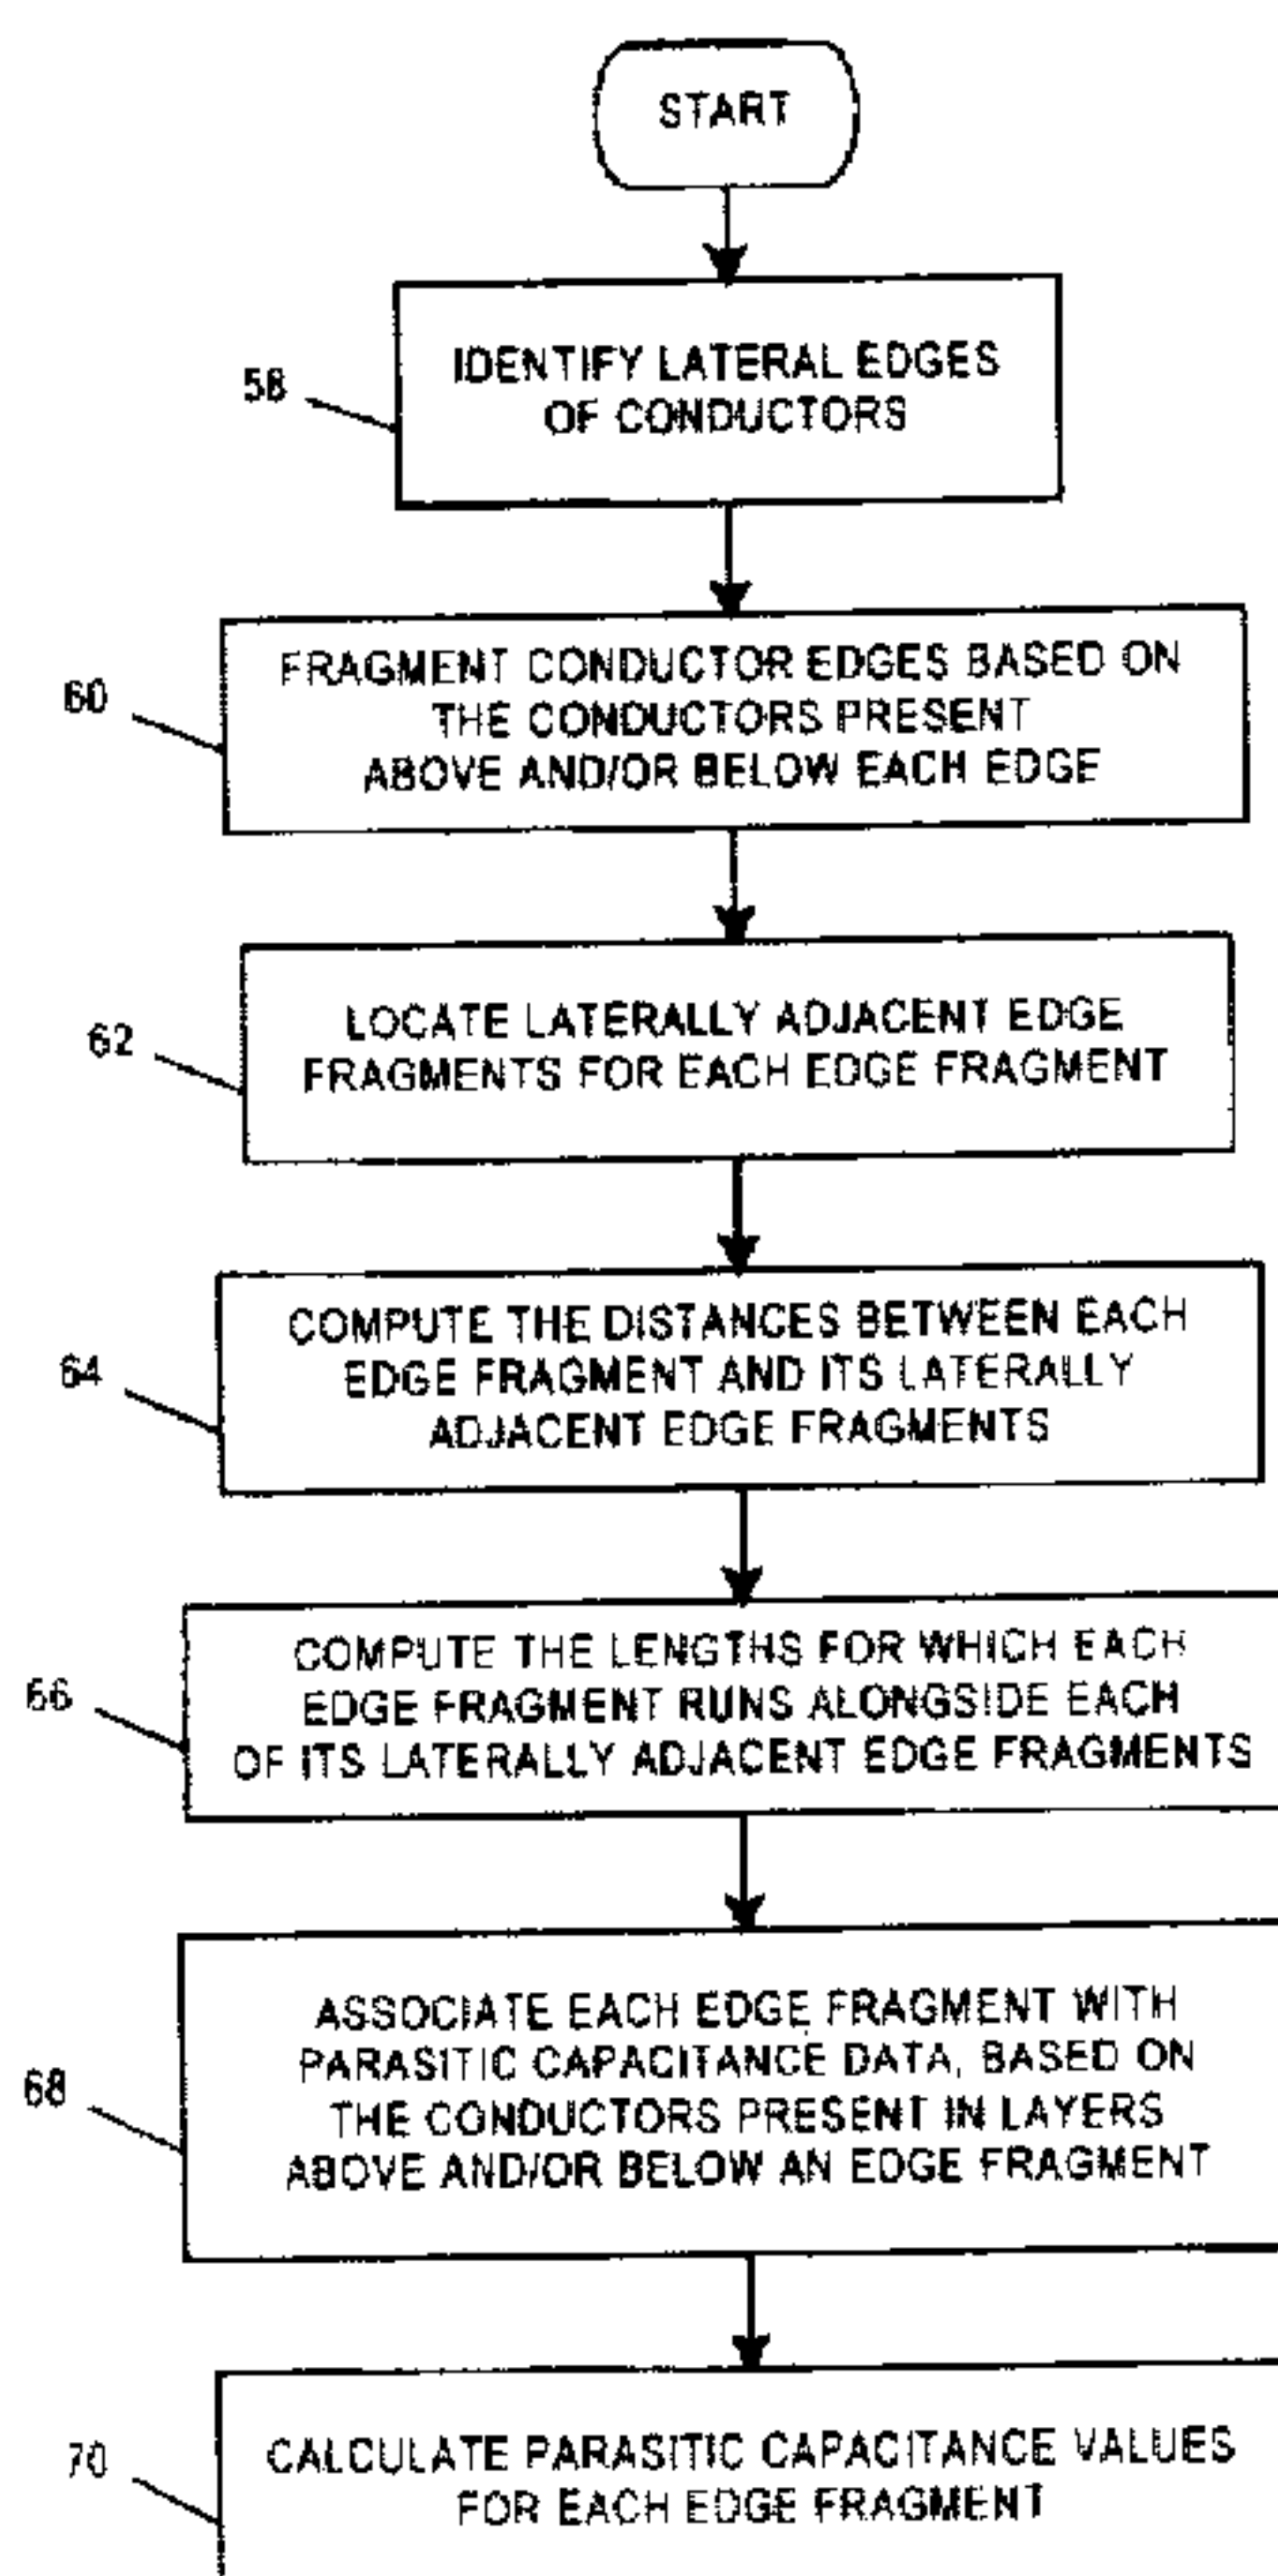 START
58
IDENTIFY LATERAL EDGES
OF CONDUCTORS
60
FRAGMENT CONDUCTOR EDGES BASED ON
THE CONDUCTORS PRESENT
ABOVE AND/OR BELOW EACH EDGE
62
LOCATE LATERALLY ADJACENT EDGE
FRAGMENTS FOR EACH EDGE FRAGMENT
64
COMPUTE THE DISTANCES BETWEEN EACH
EDGE FRAGMENT AND ITS LATERALLY
ADJACENT EDGE FRAGMENTS
66
COMPUTE THE LENGTHS FOR WHICH EACH
EDGE FRAGMENT RUNS ALONGSIDE EACH
OF ITS LATERALLY ADJACENT EDGE FRAGMENTS
68
ASSOCIATE EACH EDGE FRAGMENT WITH
PARASITIC CAPACITANCE DATA, BASED ON
THE CONDUCTORS PRESENT IN LAYERS
ABOVE AND/OR BELOW AN EDGE FRAGMENT
70
CALCULATE PARASITIC CAPACITANCE VALUES
FOR EACH EDGE FRAGMENT